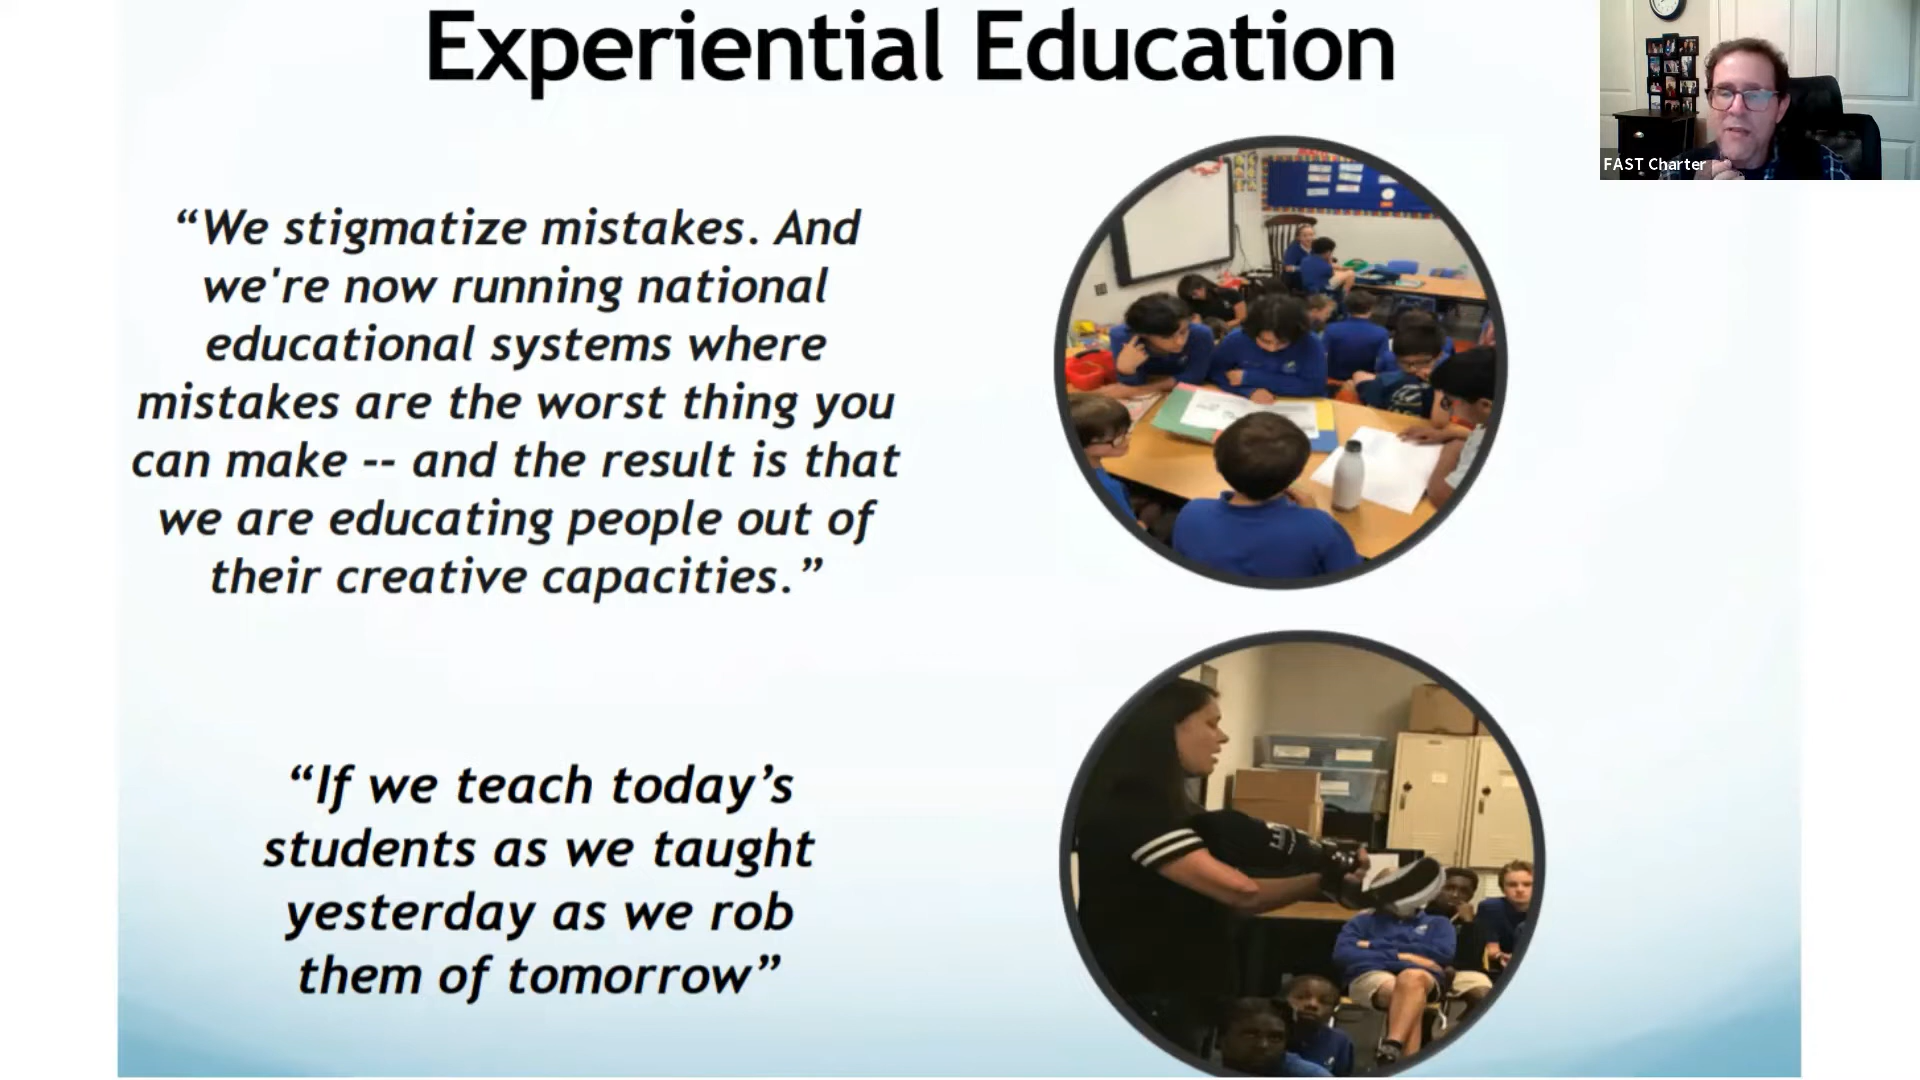 Experiential Education
“We stigmatize mistakes. And
we're now running national
educational systems where
mistakes are the worst thing you
can make -- and the result is that
we are educating people out of
their creative capacities.”
“If we teach today’s
students as we taught
yesterday as we rob
them of tomorrow”
FAST Charter